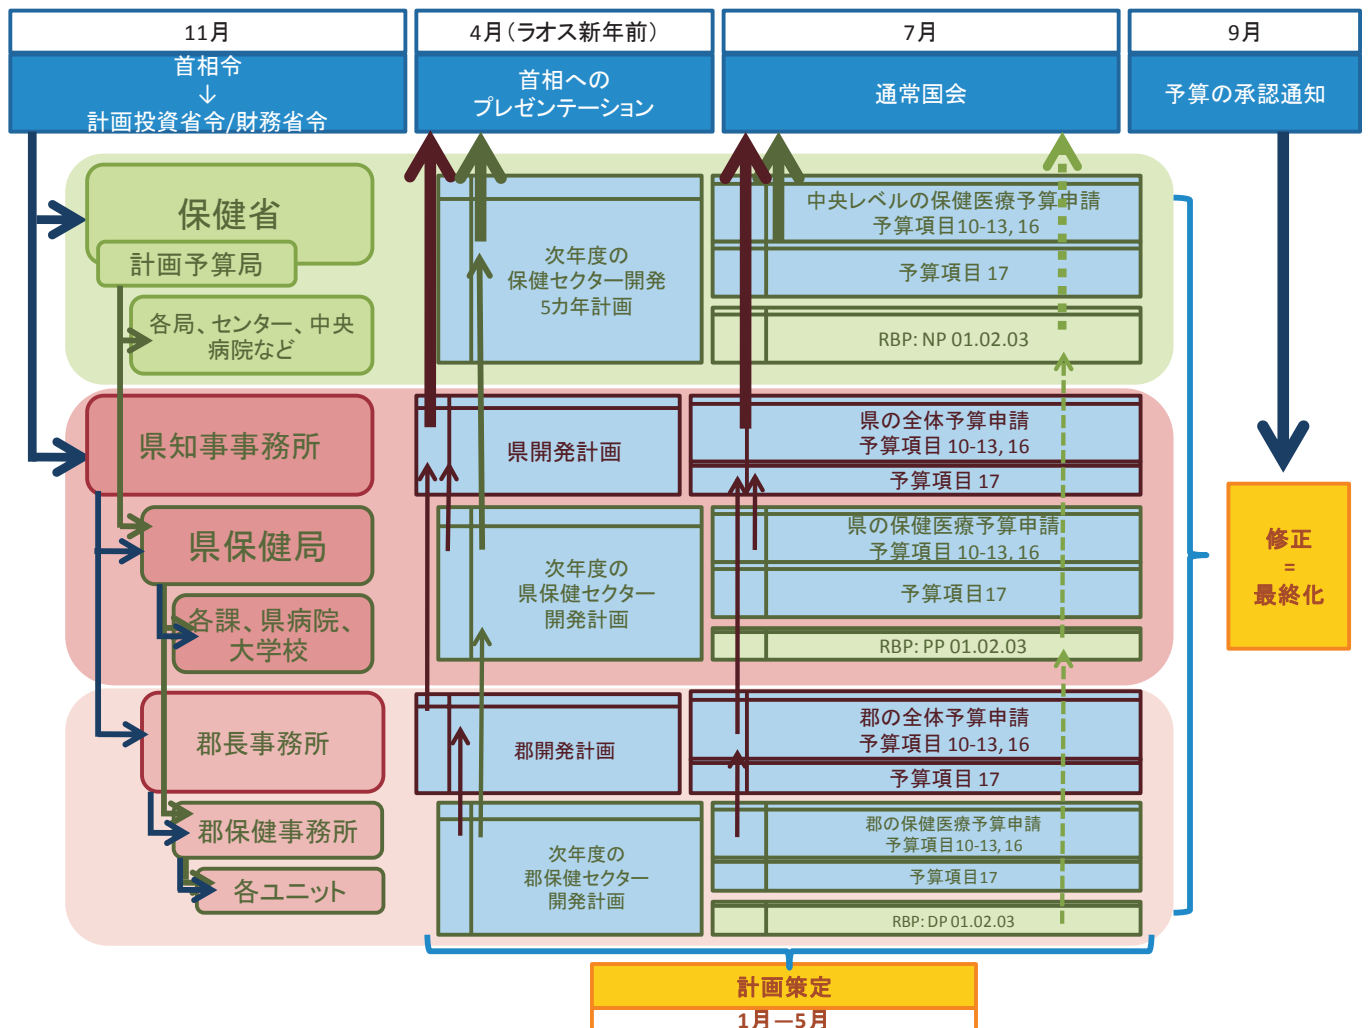 11月
4月(ラオス新年前)
7月
9月
首相令
↓
計画投資省令/財務省令
首相への
プレゼンテーション
通常国会
予算の承認通知
保健省
計画予算局
各局、センター、中央
病院など
次年度の
保健セクター開発
5カ年計画
中央レベルの保健医療予算申請
予算項目10-13, 16
予算項目 17
RBP: NP 01.02.03
県知事事務所
県開発計画
県の全体予算申請
予算項目 10-13, 16
予算項目 17
県保健局
各課、県病院、
大学校
次年度の
県保健セクター
開発計画
県の保健医療予算申請
予算項目10-13, 16
予算項目17
RBP: PP 01.02.03
修正
=
最終化
郡長事務所
郡開発計画
郡の全体予算申請
予算項目 10-13, 16
予算項目 17
郡保健事務所
各ユニット
次年度の
郡保健セクター
開発計画
郡の保健医療予算申請
予算項目10-13, 16
予算項目17
RBP: DP 01.02.03
計画策定
1月―5月